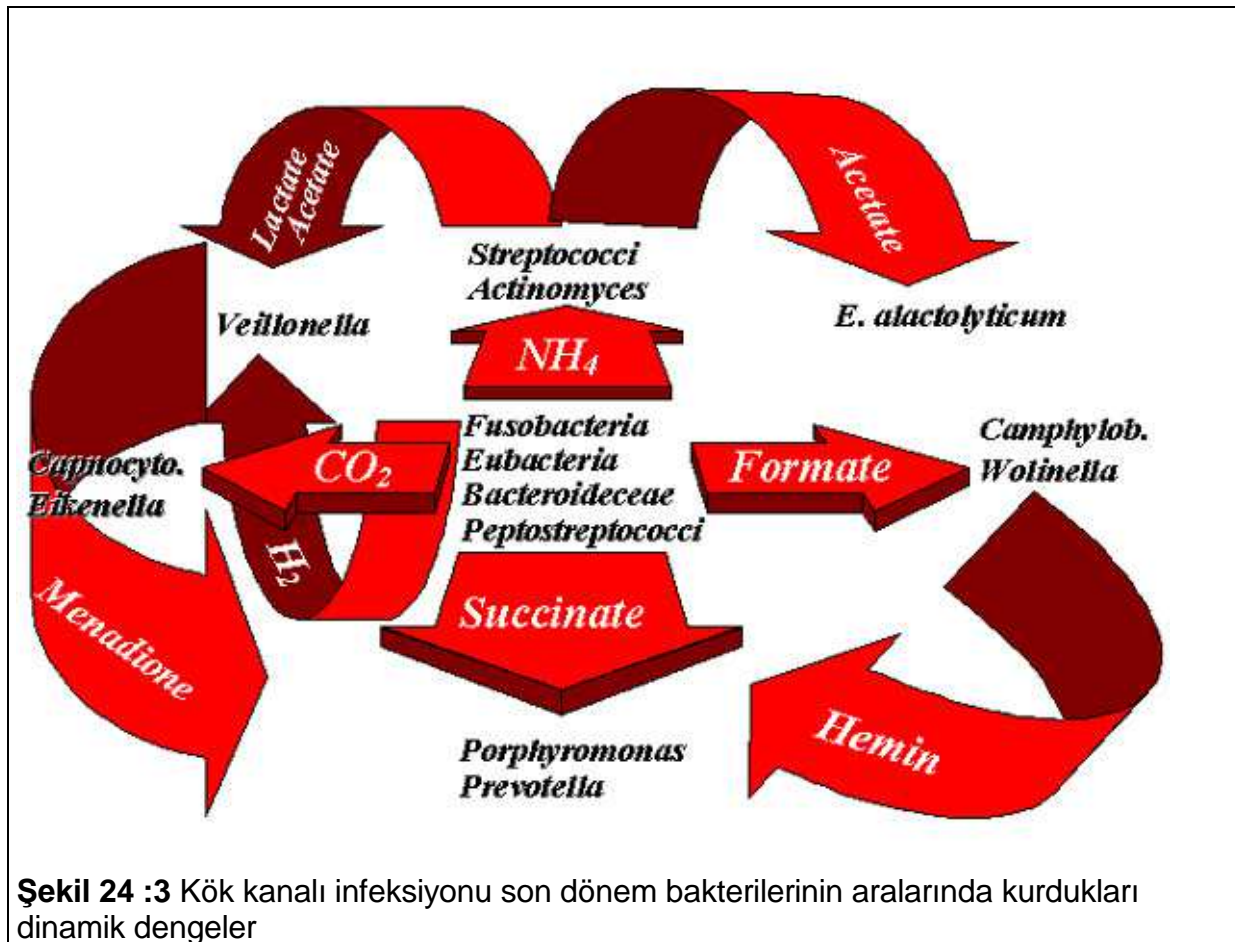 Lactate
Acetate
Acetate
Streptococci
Actinomyces
E. alactolyticum
Veillonella
NH4
Fusobacteria
Eubacteria
Bacteroideceae
Peptostreptococci
CO2
Formate
Camphylob.
Wolinella
Capnocyto.
Eikenella
H2
Menadione
Succinate
Hemin
Porphyromonas
Prevotella
Şekil 24 :3 Kök kanalı infeksiyonu son dönem bakterilerinin aralarında kurdukları
dinamik dengeler